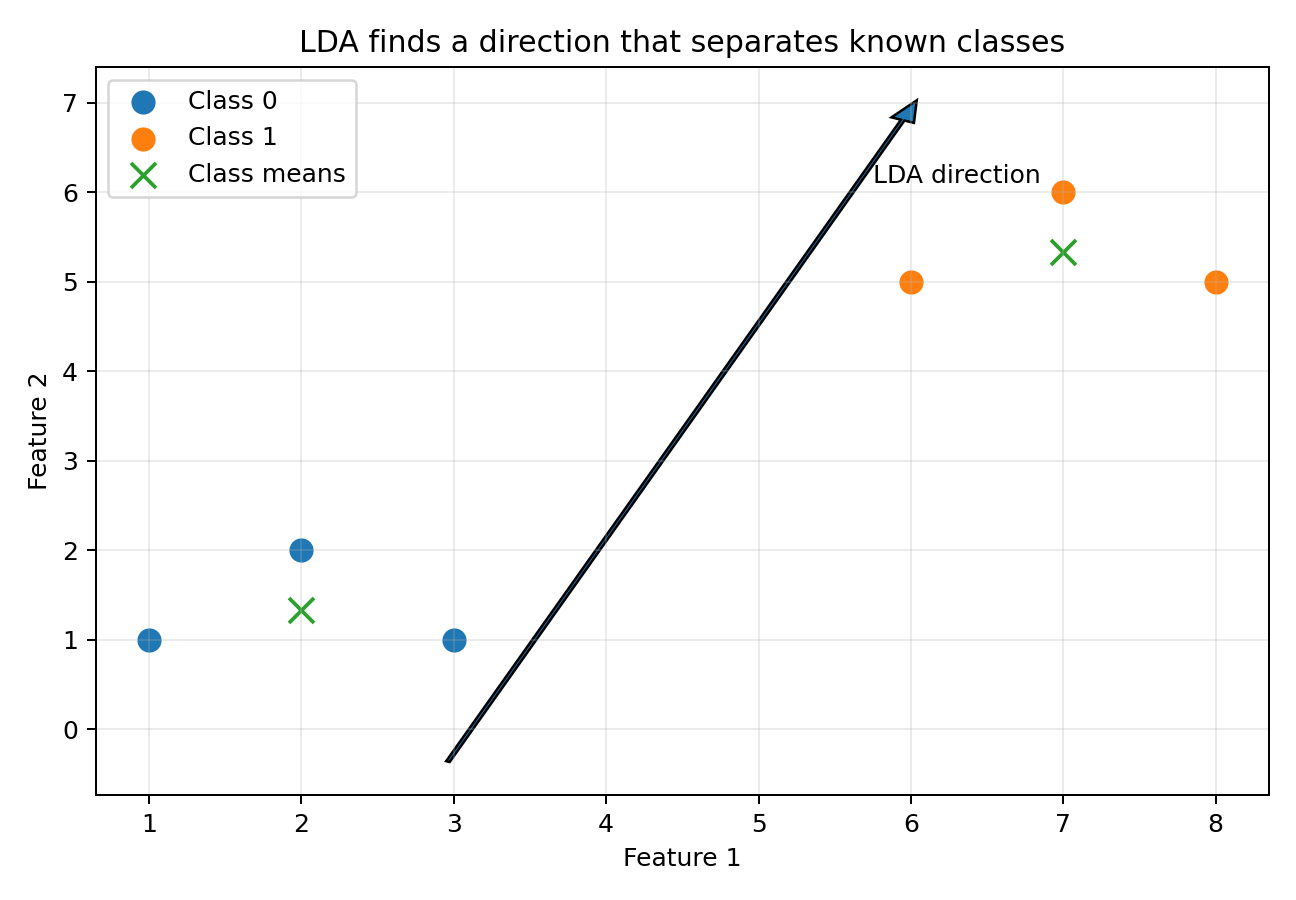 LDA finds a direction that separates known classes
Class 0
Class 1
Class means
LDA direction
7
6
5
4
3
2
1
0
Feature 2
1 2 3 4 5 6 7 8
Feature 1